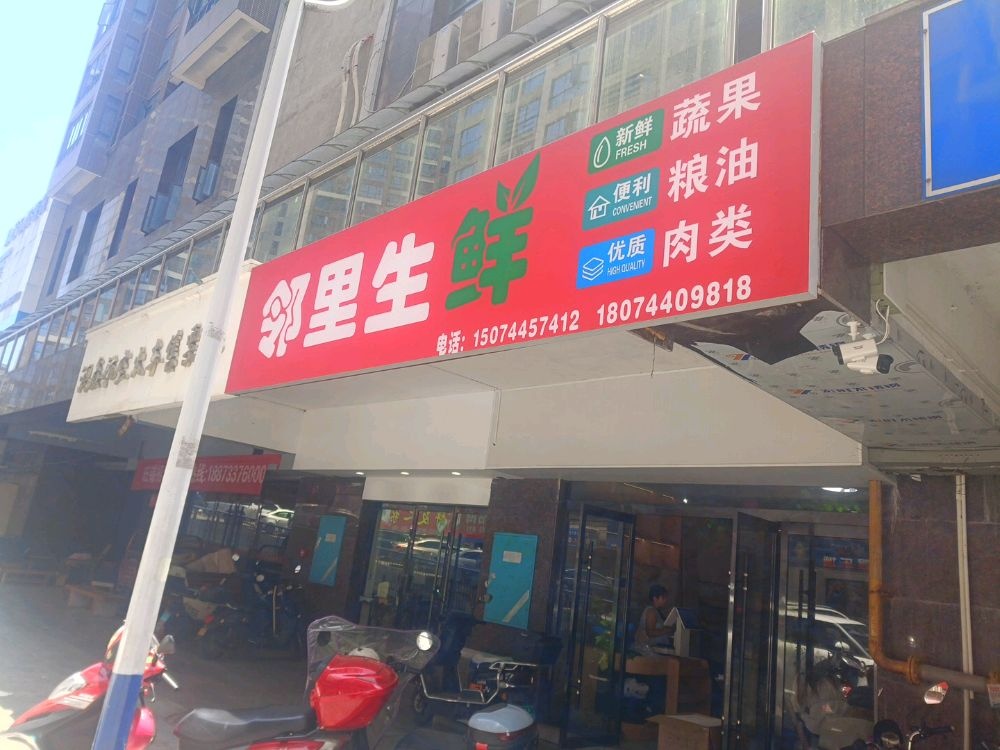 邻里生鲜
新鲜
FRESH
蔬果
便利
CONVENIENT
粮油
优质
HIGH QUALITY
肉类
电话：15074457412 18074409818
18873376000